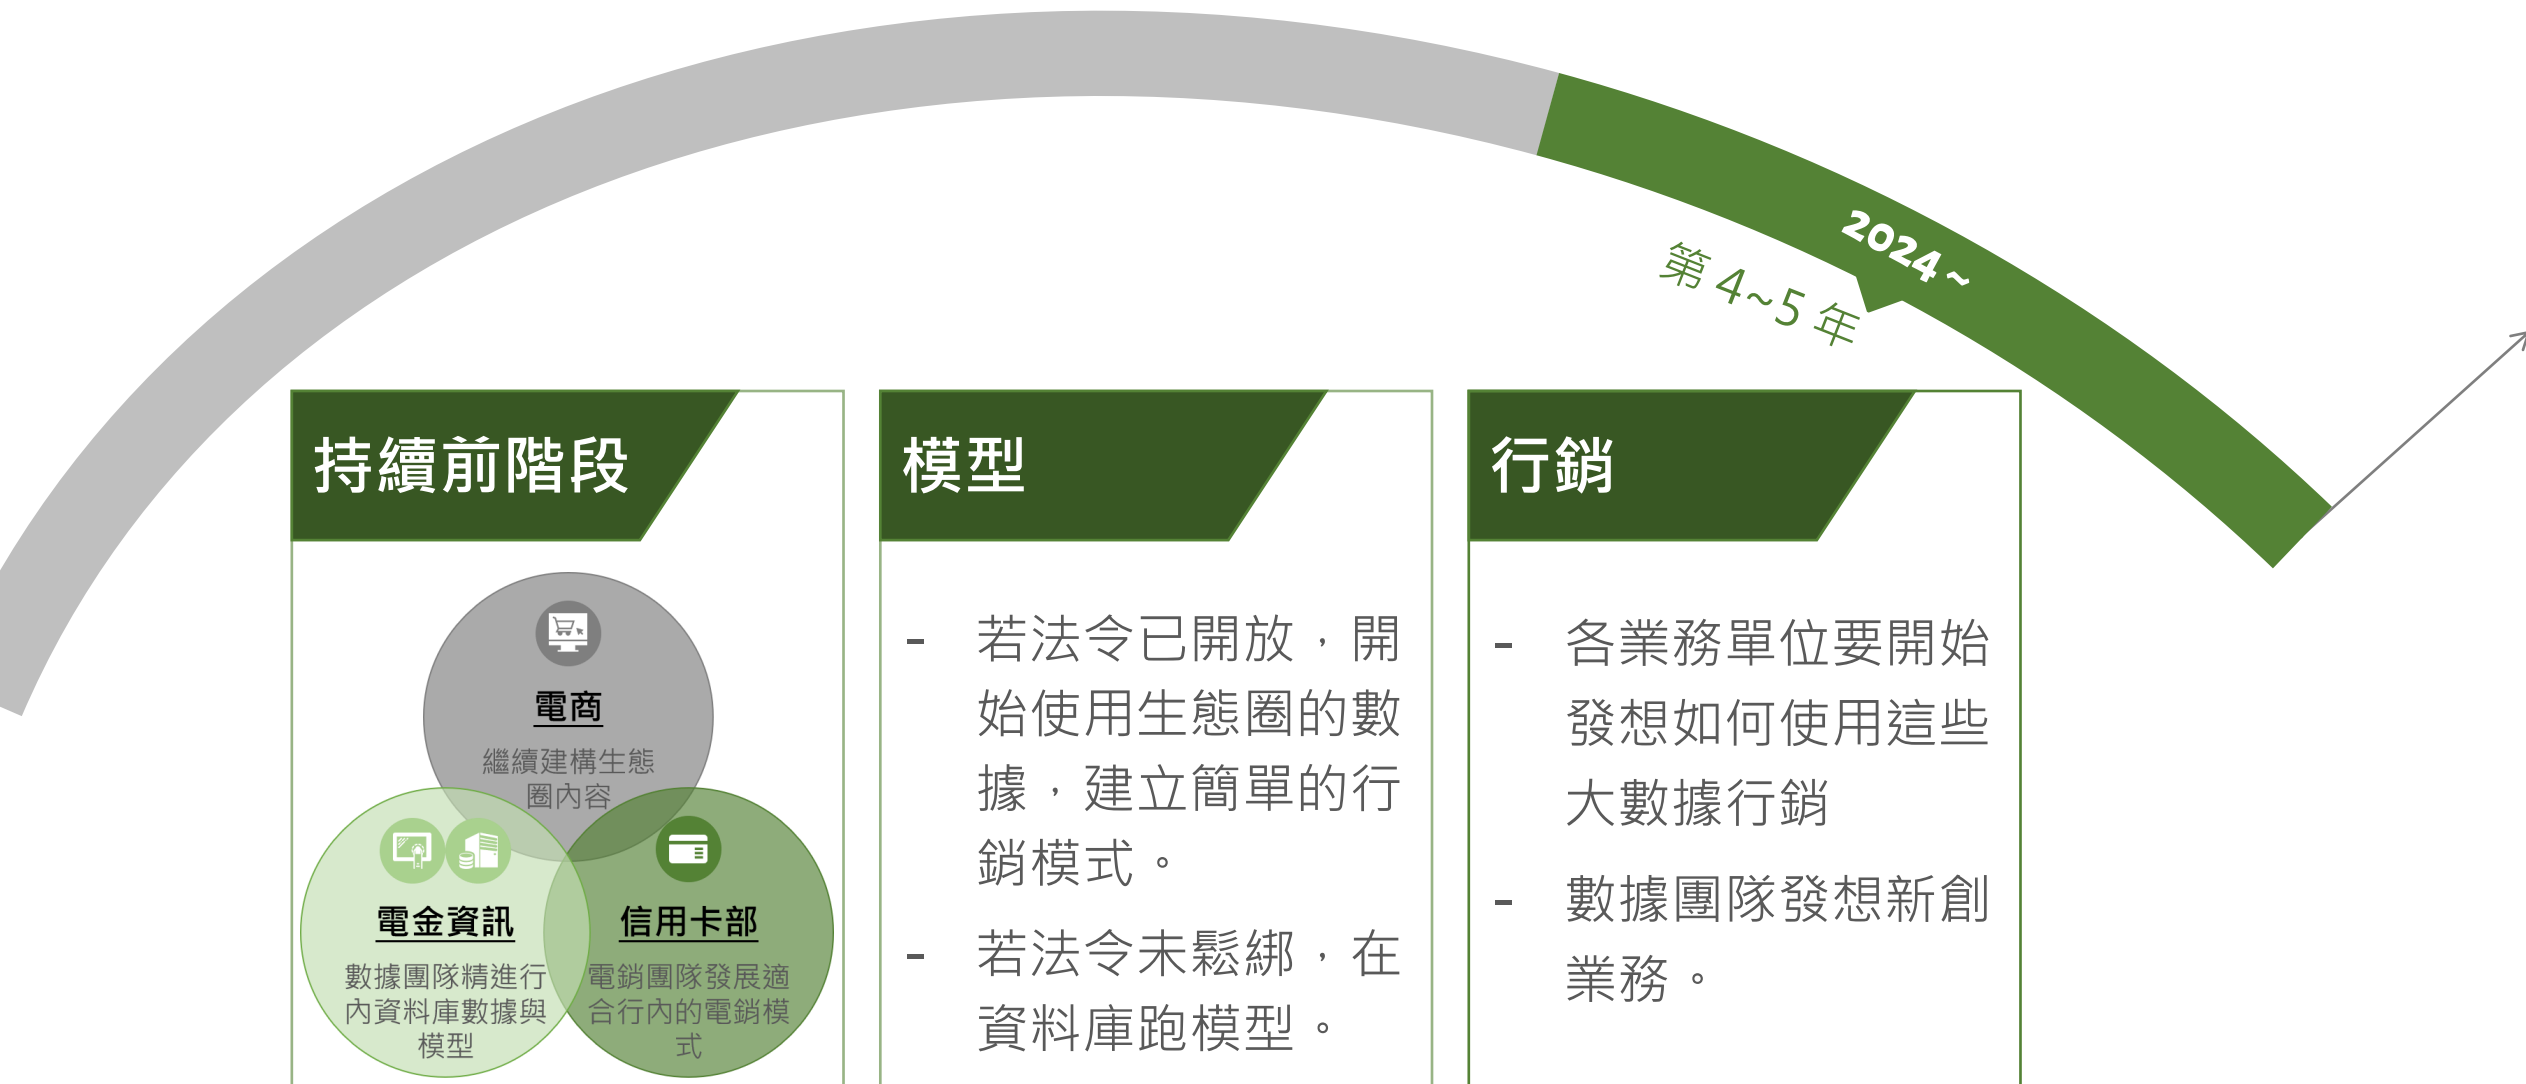 2024 ~
第 4~5 年
持續前階段
電商
繼續建構生態
圈內容
電金資訊
數據團隊精進行
內資料庫數據與
模型
信用卡部
電銷團隊發展適
合行內的電銷模
式
模型
- 若法令已開放，開
始使用生態圈的數
據，建立簡單的行
銷模式。
- 若法令未鬆綁，在
資料庫跑模型。
行銷
- 各業務單位要開始
發想如何使用這些
大數據行銷
- 數據團隊發想新創
業務。